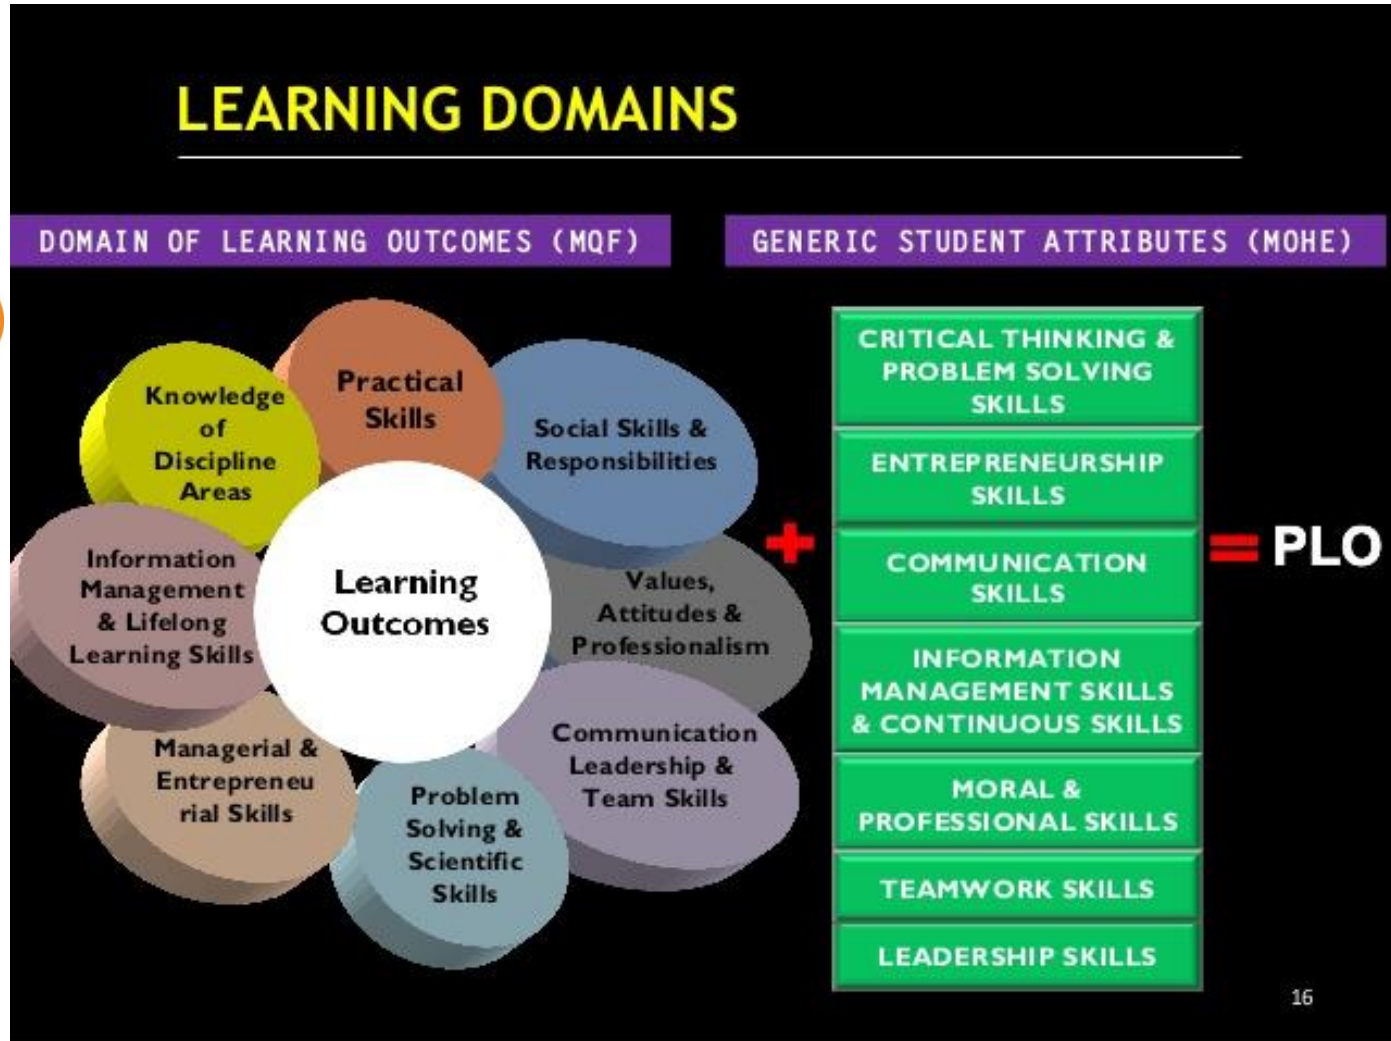 LEARNING DOMAINS
DOMAIN OF LEARNING OUTCOMES (MQF)
GENERIC STUDENT ATTRIBUTES (MOHE)
Practical
Skills
Knowledge
of
Discipline
Areas
Social Skills &
Responsibilities
Information
Management
& Lifelong
Learning Skills
Learning
Outcomes
Values,
Attitudes &
Professionalism
Managerial &
Entrepreneu
rial Skills
Problem
Solving &
Scientific
Skills
Communication
Leadership &
Team Skills
+
CRITICAL THINKING &
PROBLEM SOLVING
SKILLS
ENTREPRENEURSHIP
SKILLS
COMMUNICATION
SKILLS
INFORMATION
MANAGEMENT SKILLS
& CONTINUOUS SKILLS
MORAL &
PROFESSIONAL SKILLS
TEAMWORK SKILLS
LEADERSHIP SKILLS
= PLO
16